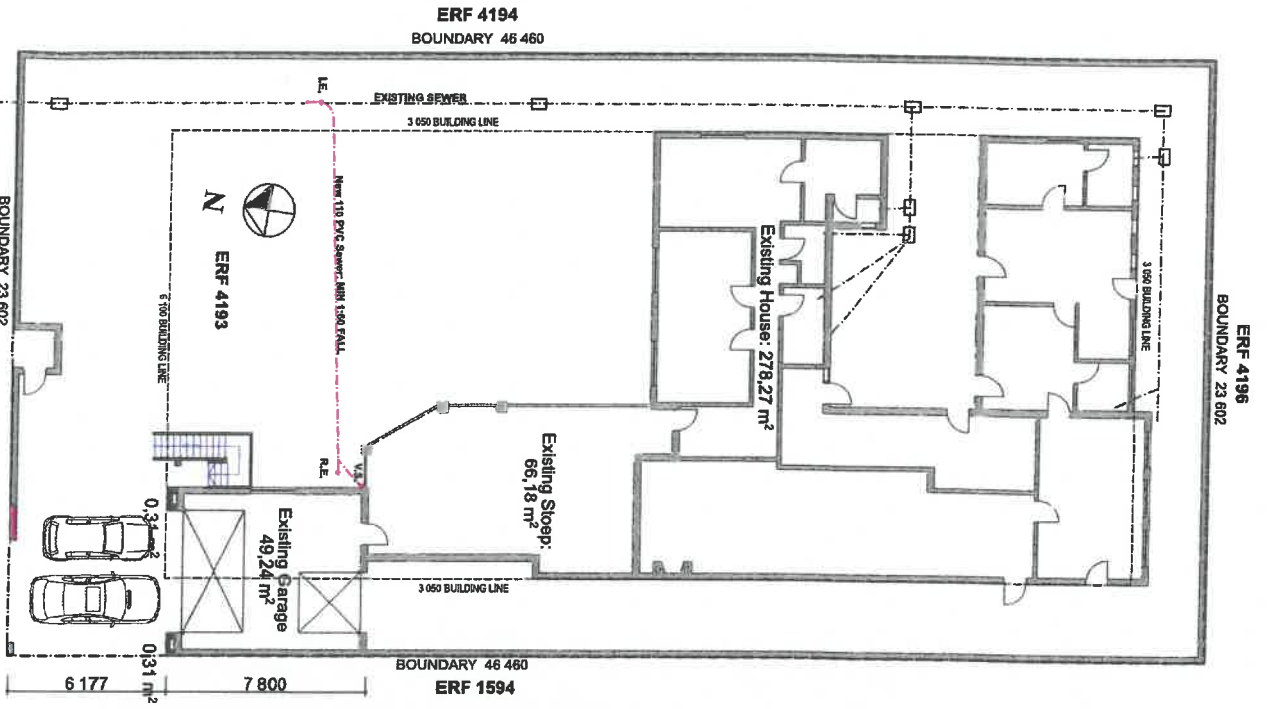 ERF 4194
BOUNDARY 46 460
I.E.
EXISTING SEWER
3 050 BUILDING LINE
N
ERF 4193
New 110 PVC Sewer: MIN 1:60 FALL
6 100 BUILDING LINE
BOUNDARY 23 602
Existing House: 278,27 m²
3 050 BUILDING LINE
ERF 4196
BOUNDARY 23 602
R.E.
V.S.
Existing Stoep:
66,18 m²
0,31 m²
Existing Garage
49,24 m²
3 050 BUILDING LINE
0,31 m²
BOUNDARY 46 460
ERF 1594
6 177
7 800